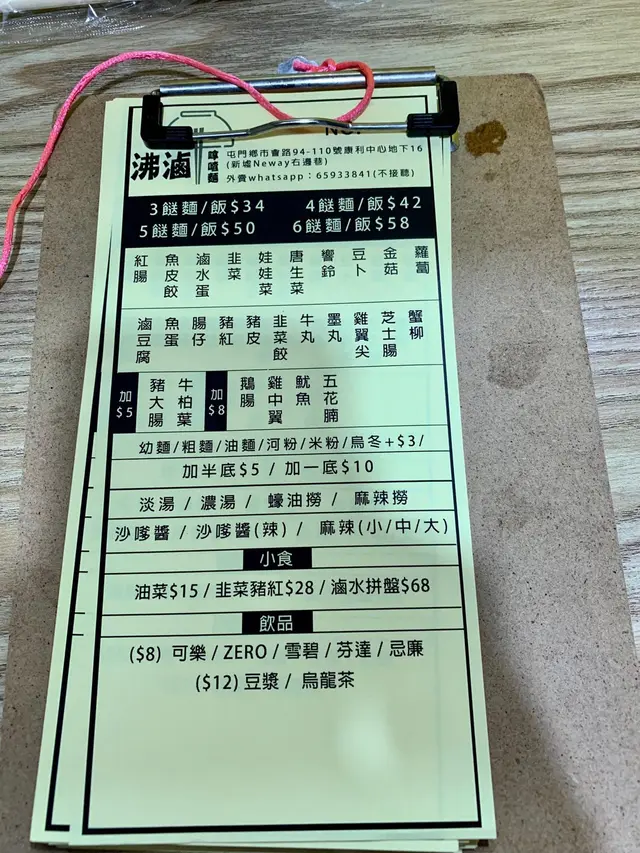 沸滷
嗱喳麵
屯門鄉市會路94-110號康利中心地下16
(新墟Neway右邊巷)
外賣whatsapp：65933841(不接聽)
3餸麵/飯$34 4餸麵/飯$42
5餸麵/飯$50 6餸麵/飯$58
紅腸 魚皮餃 滷水蛋 韭菜 娃娃菜 唐生菜 響鈴 豆卜 金菇 蘿蔔
滷豆腐 魚蛋 腸仔 豬紅 豬皮 韭菜餃 牛丸 墨丸 雞翼尖 芝士腸 蟹柳
加$5 豬大腸 牛柏葉 加$8 鵝腸 雞中翼 魷魚 五花腩
幼麵/粗麵/油麵/河粉/米粉/烏冬+$3/
加半底$5 / 加一底$10
淡湯 / 濃湯 / 蠔油撈 / 麻辣撈
沙嗲醬 / 沙嗲醬(辣) / 麻辣(小/中/大)
小食
油菜$15 / 韭菜豬紅$28 / 滷水拼盤$68
飲品
($8) 可樂 / ZERO / 雪碧 / 芬達 / 忌廉
($12) 豆漿 / 烏龍茶